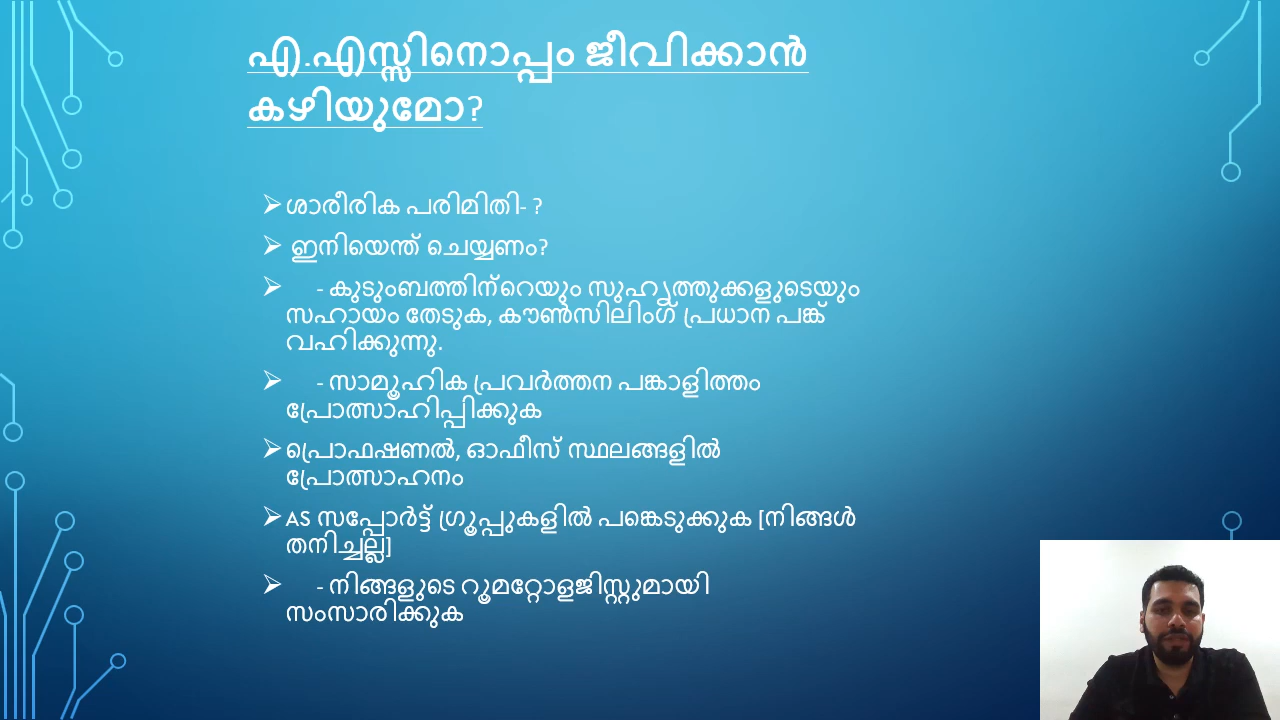 എ.എസ്സിനൊപ്പം ജീവിക്കാൻ
കഴിയുമോ?
➢ശാരീരിക പരിമിതി- ?
➢ ഇനിയെന്ത് ചെയ്യണം?
➢ - കുടുംബത്തിന്റെയും സുഹൃത്തുക്കളുടെയും
സഹായം തേടുക, കൗൺസിലിംഗ് പ്രധാന പങ്ക്
വഹിക്കുന്നു.
➢ - സാമൂഹിക പ്രവർത്തന പങ്കാളിത്തം
പ്രോത്സാഹിപ്പിക്കുക
➢പ്രൊഫഷണൽ, ഓഫീസ് സ്ഥലങ്ങളിൽ
പ്രോത്സാഹനം
➢AS സപ്പോർട്ട് ഗ്രൂപ്പുകളിൽ പങ്കെടുക്കുക [നിങ്ങൾ
തനിച്ചല്ല]
➢ - നിങ്ങളുടെ റൂമറ്റോളജിസ്റ്റുമായി
സംസാരിക്കുക